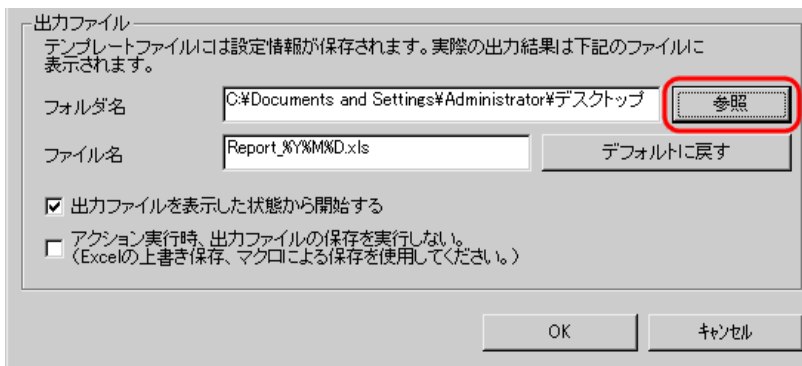 出力ファイル
テンプレートファイルには設定情報が保存されます。実際の出力結果は下記のファイルに
表示されます。
フォルダ名
C:¥Documents and Settings¥Administrator¥デスクトップ
参照
ファイル名
Report_%Y%M%D.xls
デフォルトに戻す
出力ファイルを表示した状態から開始する
アクション実行時、出力ファイルの保存を実行しない。
（Excelの上書き保存、マクロによる保存を使用してください。）
OK
キャンセル